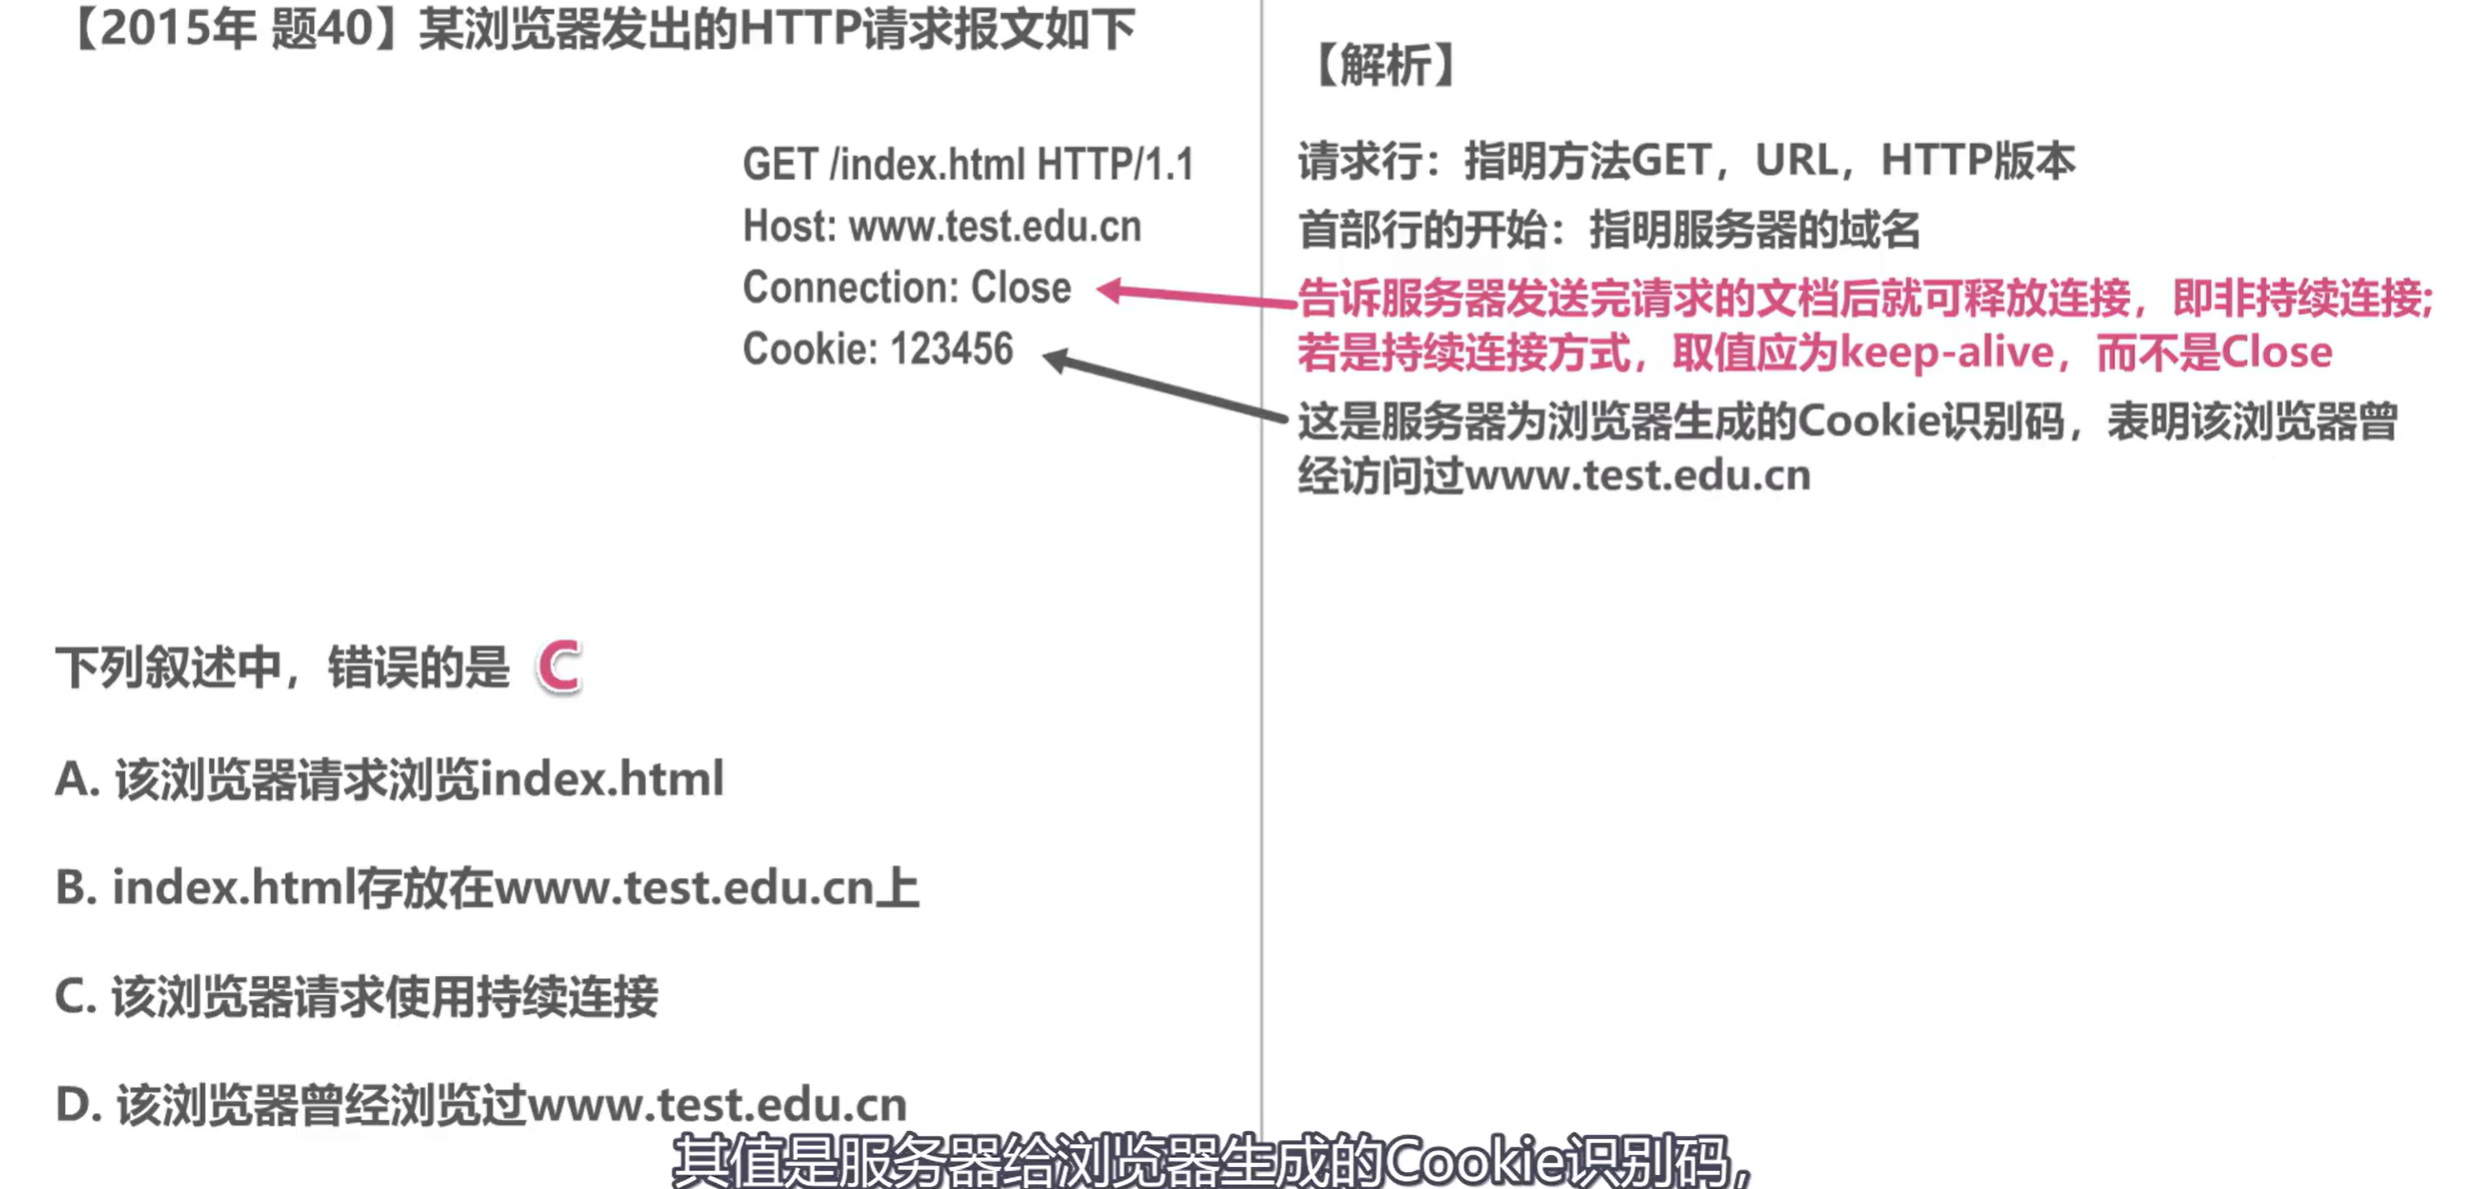 【2015年 题40】某浏览器发出的HTTP请求报文如下
GET /index.html HTTP/1.1
Host: www.test.edu.cn
Connection: Close
Cookie: 123456
下列叙述中，错误的是 C
A. 该浏览器请求浏览index.html
B. index.html存放在www.test.edu.cn上
C. 该浏览器请求使用持续连接
D. 该浏览器曾经浏览过www.test.edu.cn
【解析】
请求行：指明方法GET，URL，HTTP版本
首部行的开始：指明服务器的域名
告诉服务器发送完请求的文档后就可释放连接，即非持续连接;
若是持续连接方式，取值应为keep-alive，而不是Close
这是服务器为浏览器生成的Cookie识别码，表明该浏览器曾
经访问过www.test.edu.cn
其值是服务器给浏览器生成的Cookie识别码，